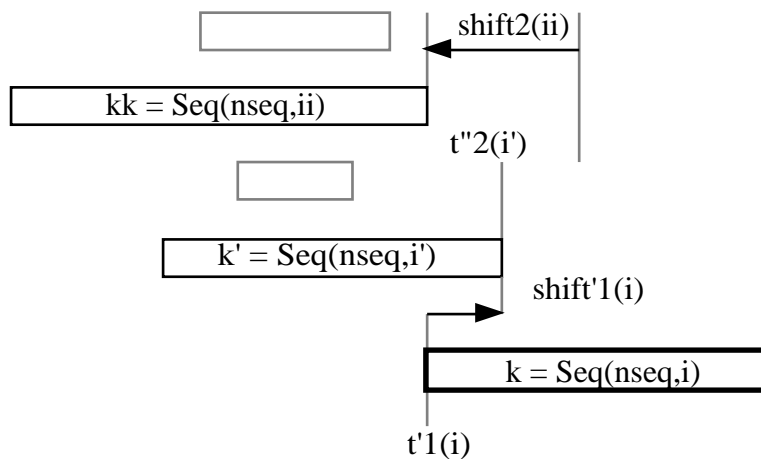 shift2(ii)
kk = Seq(nseq,ii)
t"2(i')
k' = Seq(nseq,i')
shift'1(i)
k = Seq(nseq,i)
t'1(i)